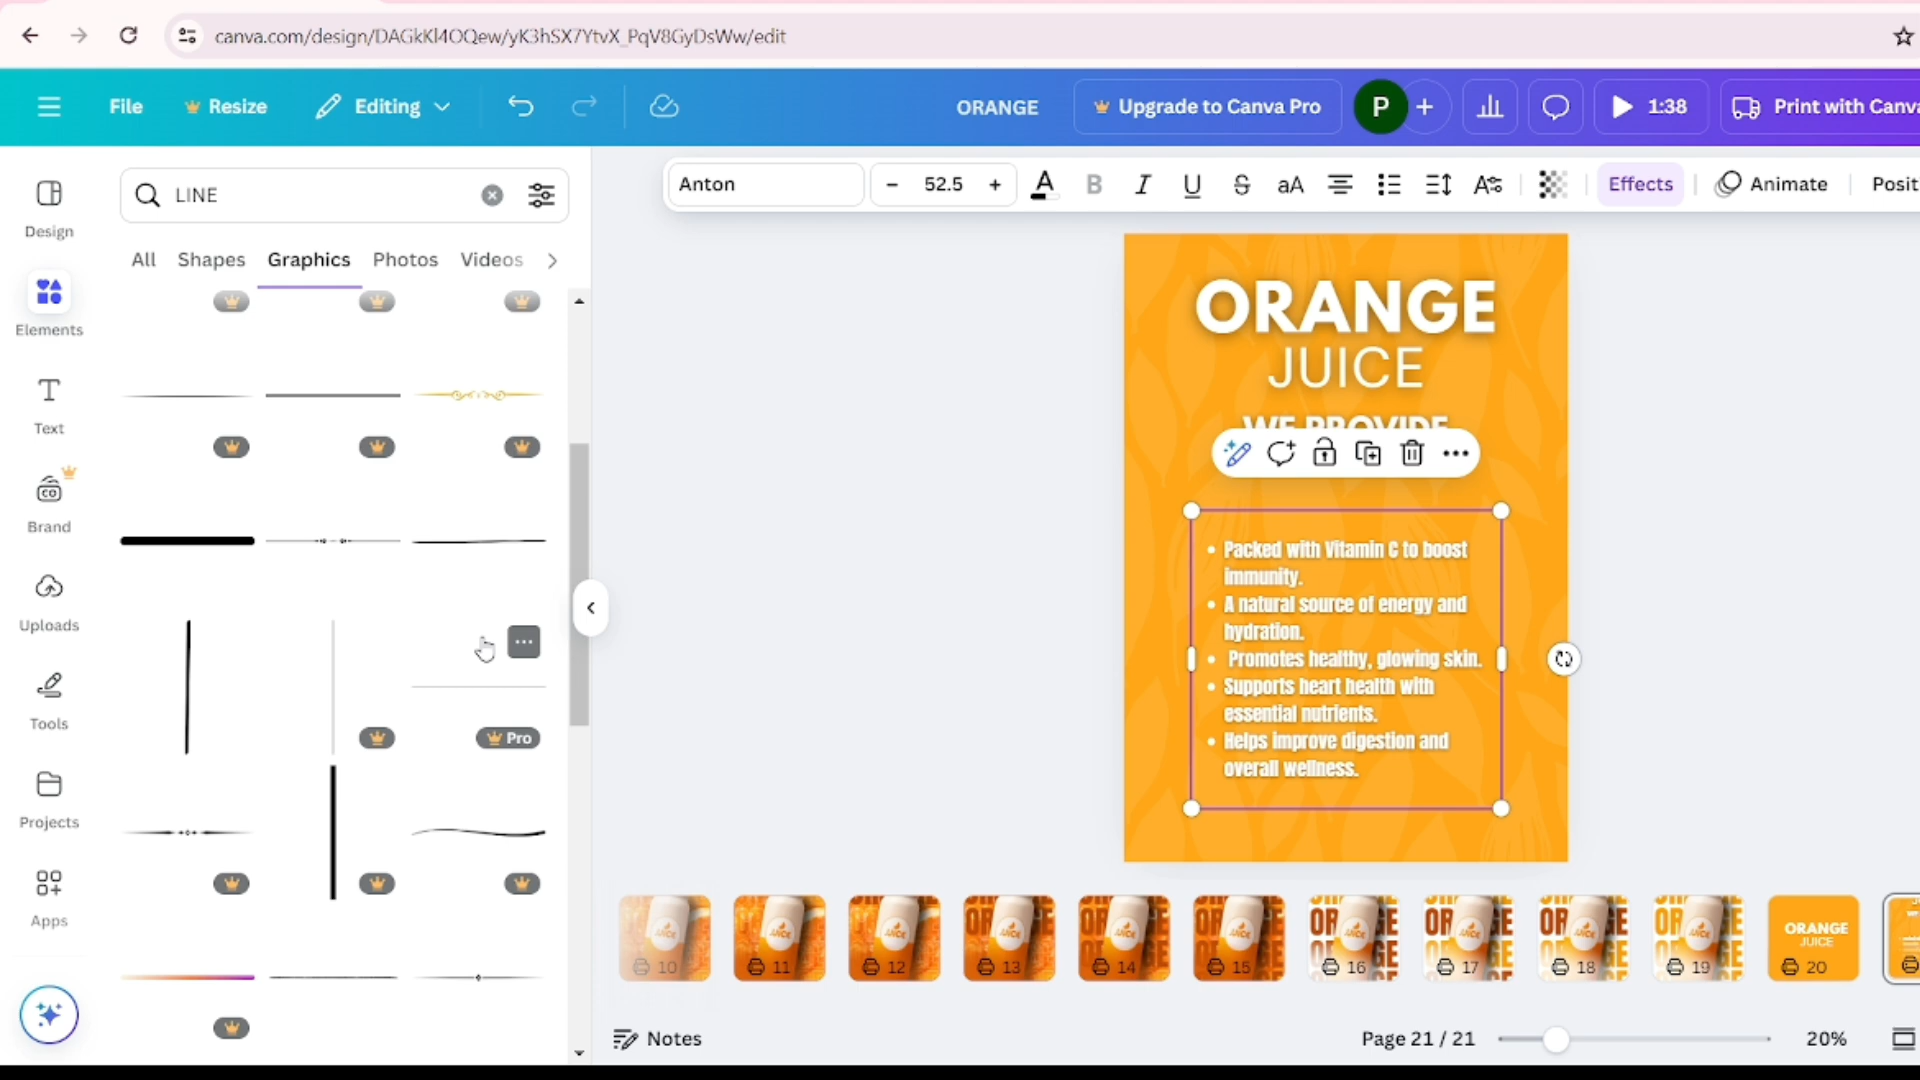 canva.com/design/DAGkKl4OQew/yK3hSX7YtvX_PqV8GyDsWw/edit
File Resize Editing ORANGE Upgrade to Canva Pro P 1:38 Print with Canva
LINE
Anton 52.5 A B I U S aA Effects Animate Posit
Design
All Shapes Graphics Photos Videos
Elements
Text
Brand
Uploads
Tools
Pro
Projects
Apps
ORANGE
JUICE
WE PROVIDE
• Packed with Vitamin C to boost
immunity.
• A natural source of energy and
hydration.
• Promotes healthy, glowing skin.
• Supports heart health with
essential nutrients.
• Helps improve digestion and
overall wellness.
10 11 12 13 14 15 16 17 18 19 20
ORANGE
JUICE
Notes
Page 21 / 21 20%